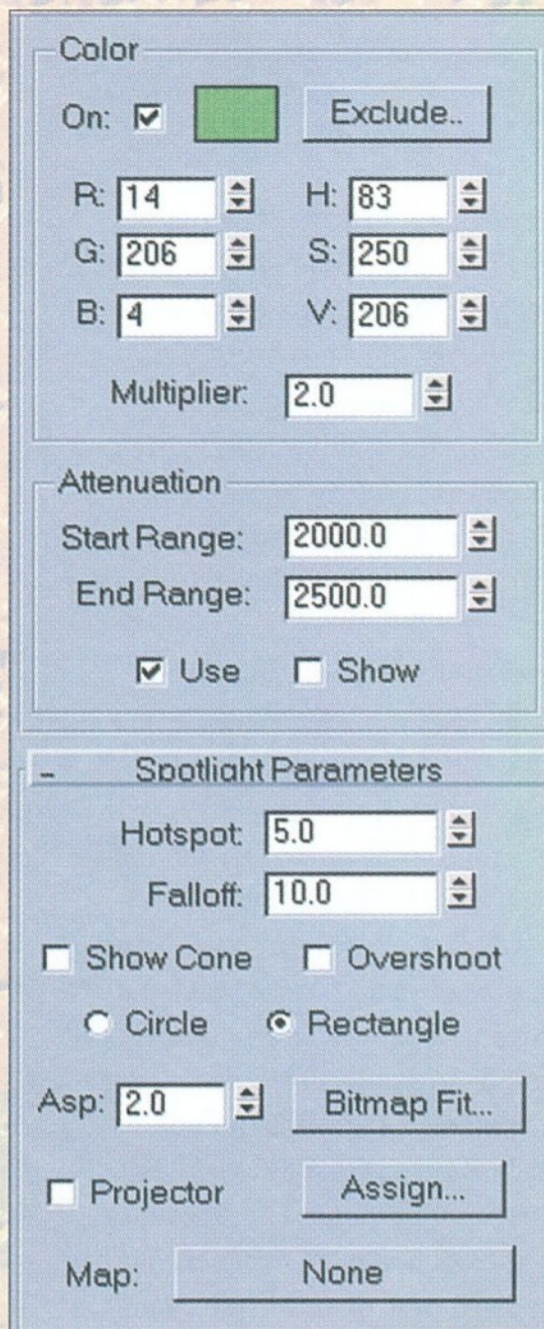 Color
On: Exclude..
R: 14 H: 83
G: 206 S: 250
B: 4 V: 206
Multiplier: 2.0
Attenuation
Start Range: 2000.0
End Range: 2500.0
Use Show
- Spotlight Parameters
Hotspot: 5.0
Falloff: 10.0
Show Cone Overshoot
Circle Rectangle
Asp: 2.0 Bitmap Fit...
Projector Assign...
Map: None